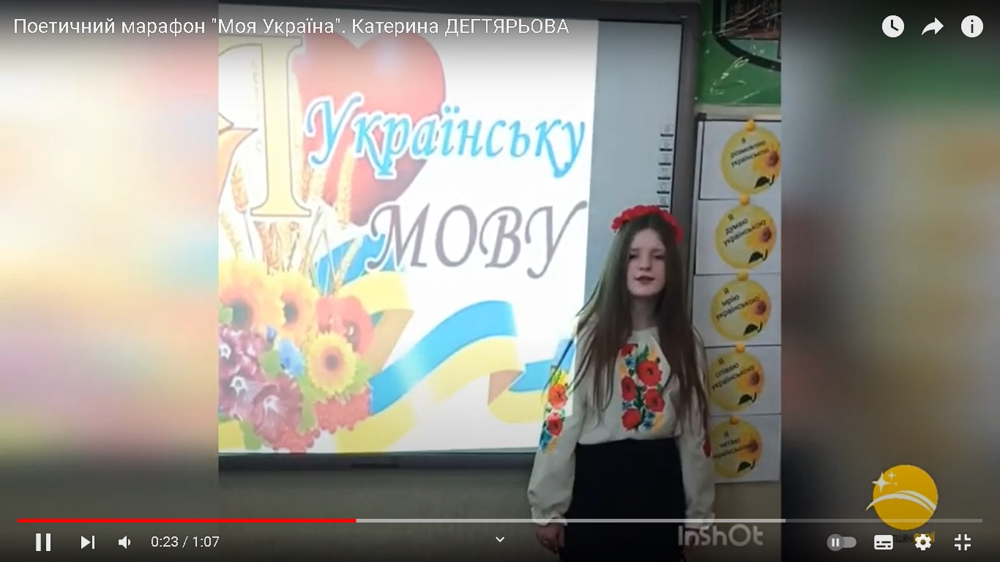 Поетичний марафон "Моя Україна". Катерина ДЕГТЯРЬОВА
Я
Українську
МОВУ
Я
розмовляю
українською
Я
думаю
українською
Я
мрію
українською
Я
співаю
українською
Я
читаю
українською
InShOt
0:23 / 1:07